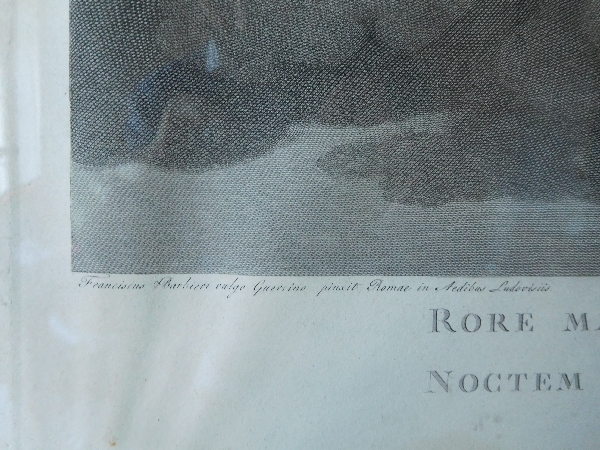 Franciscus Barbieri vulgo Guercino pinxit Romae in Aedibus Ludovisiis
RORE MA
NOCTEM